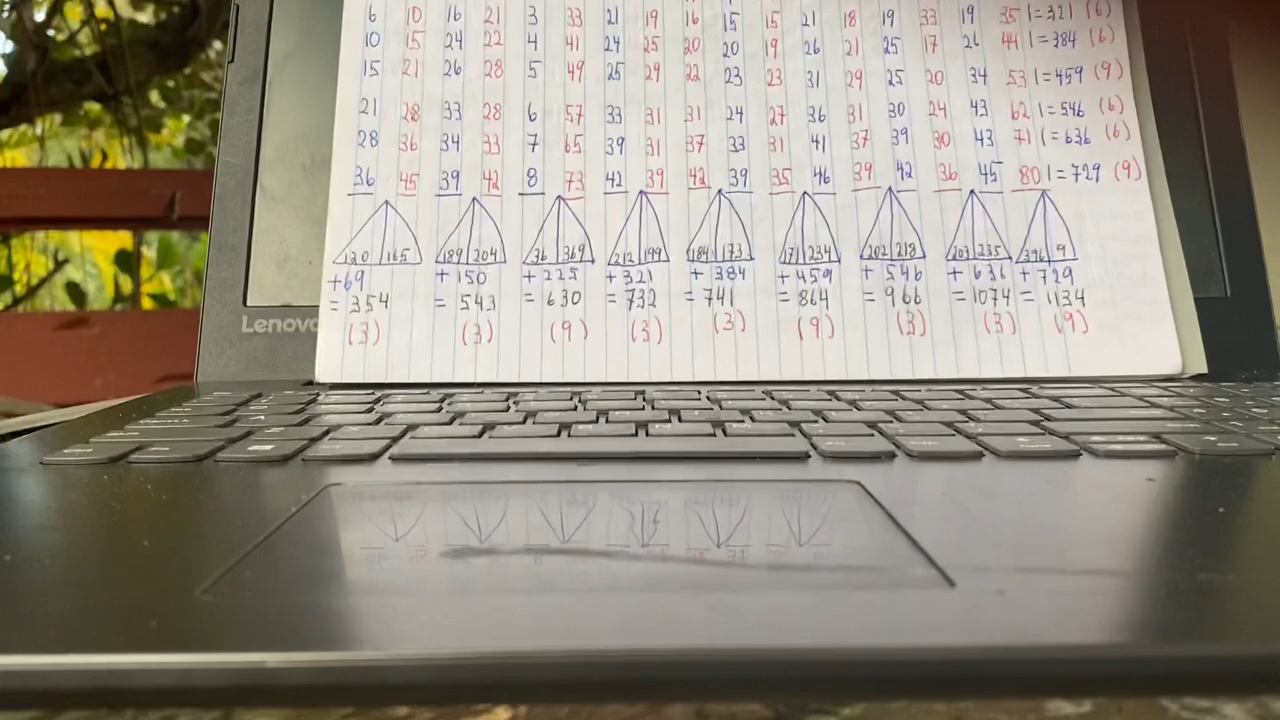 6 10 16 21 3 33 21 19 16 15 15 21 18 19 33 19 35 1=321 (6)
10 15 24 22 4 41 24 25 20 20 19 26 21 25 17 26 44 1=384 (6)
15 21 26 28 5 49 25 29 22 23 23 31 29 25 20 34 53 1=459 (9)
21 28 33 28 6 57 33 31 31 24 27 36 31 30 24 43 62 1=546 (6)
28 36 34 33 7 65 39 31 37 33 31 41 37 39 30 43 71 1=636 (6)
36 45 39 42 8 73 42 39 42 39 35 46 39 42 36 45 80 1=729 (9)
120 165 189 204 36 369 212 199 184 173 171 234 202 218 203 235 396 9
+69 +150 +225 +321 +384 +459 +546 +636 +729
=354 =543 =630 =732 =741 =864 =966 =1074 =1134
(3) (3) (9) (3) (3) (9) (3) (3) (9)
Lenovo